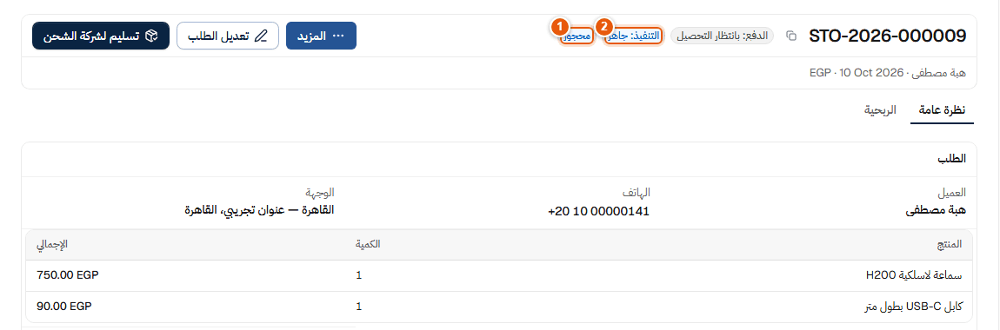 STO-2026-000009 الدفع: بانتظار التحصيل التنفيذ: جاهز 2 محجوز 1 المزيد تعديل الطلب تسليم لشركة الشحن
هبة مصطفى · 10 Oct 2026 · EGP
نظرة عامة الربحية
الطلب
العميل الهاتف الوجهة
هبة مصطفى +20 10 00000141 القاهرة — عنوان تجريبي، القاهرة
المنتج الكمية الإجمالي
سماعة لاسلكية H200 1 750.00 EGP
كابل USB-C بطول متر 1 90.00 EGP